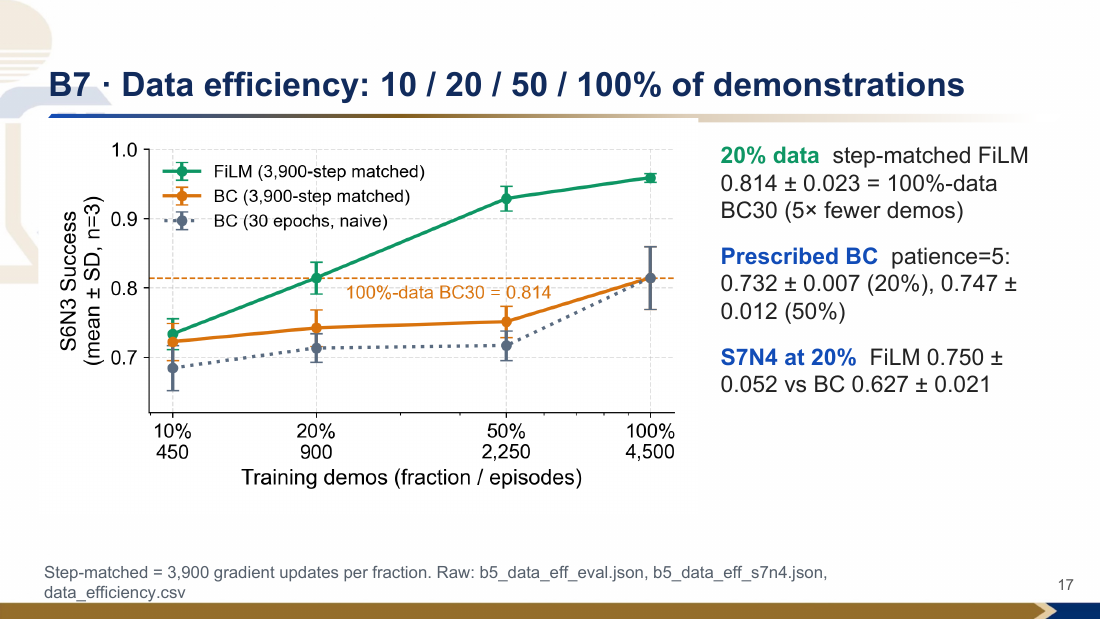 B7 · Data efficiency: 10 / 20 / 50 / 100% of demonstrations
1.0
0.9
0.8
0.7
S6N3 Success
(mean ± SD, n=3)
FiLM (3,900-step matched)
BC (3,900-step matched)
BC (30 epochs, naive)
100%-data BC30 = 0.814
10% 20% 50% 100%
450 900 2,250 4,500
Training demos (fraction / episodes)
20% data step-matched FiLM
0.814 ± 0.023 = 100%-data
BC30 (5× fewer demos)
Prescribed BC patience=5:
0.732 ± 0.007 (20%), 0.747 ±
0.012 (50%)
S7N4 at 20% FiLM 0.750 ±
0.052 vs BC 0.627 ± 0.021
Step-matched = 3,900 gradient updates per fraction. Raw: b5_data_eff_eval.json, b5_data_eff_s7n4.json,
data_efficiency.csv
17